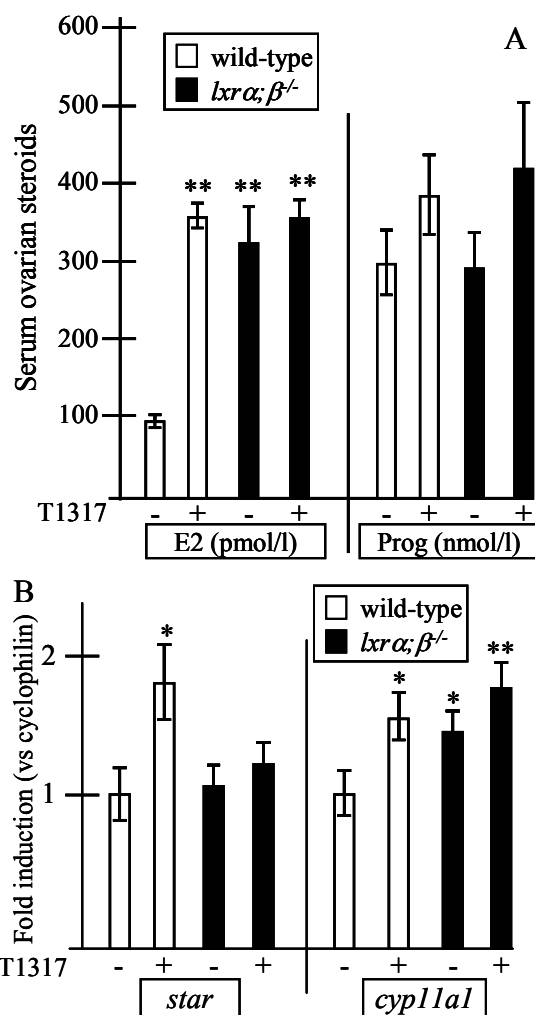 A
600
500
400
300
200
100
Serum ovarian steroids
wild-type
lxrα;β-/-
** ** **
T1317 - + - + - + - +
E2 (pmol/l) Prog (nmol/l)
B
Fold induction (vs cyclophilin)
2
1
wild-type
lxrα;β-/-
* * * **
T1317 - + - + - + - +
star cyp11a1